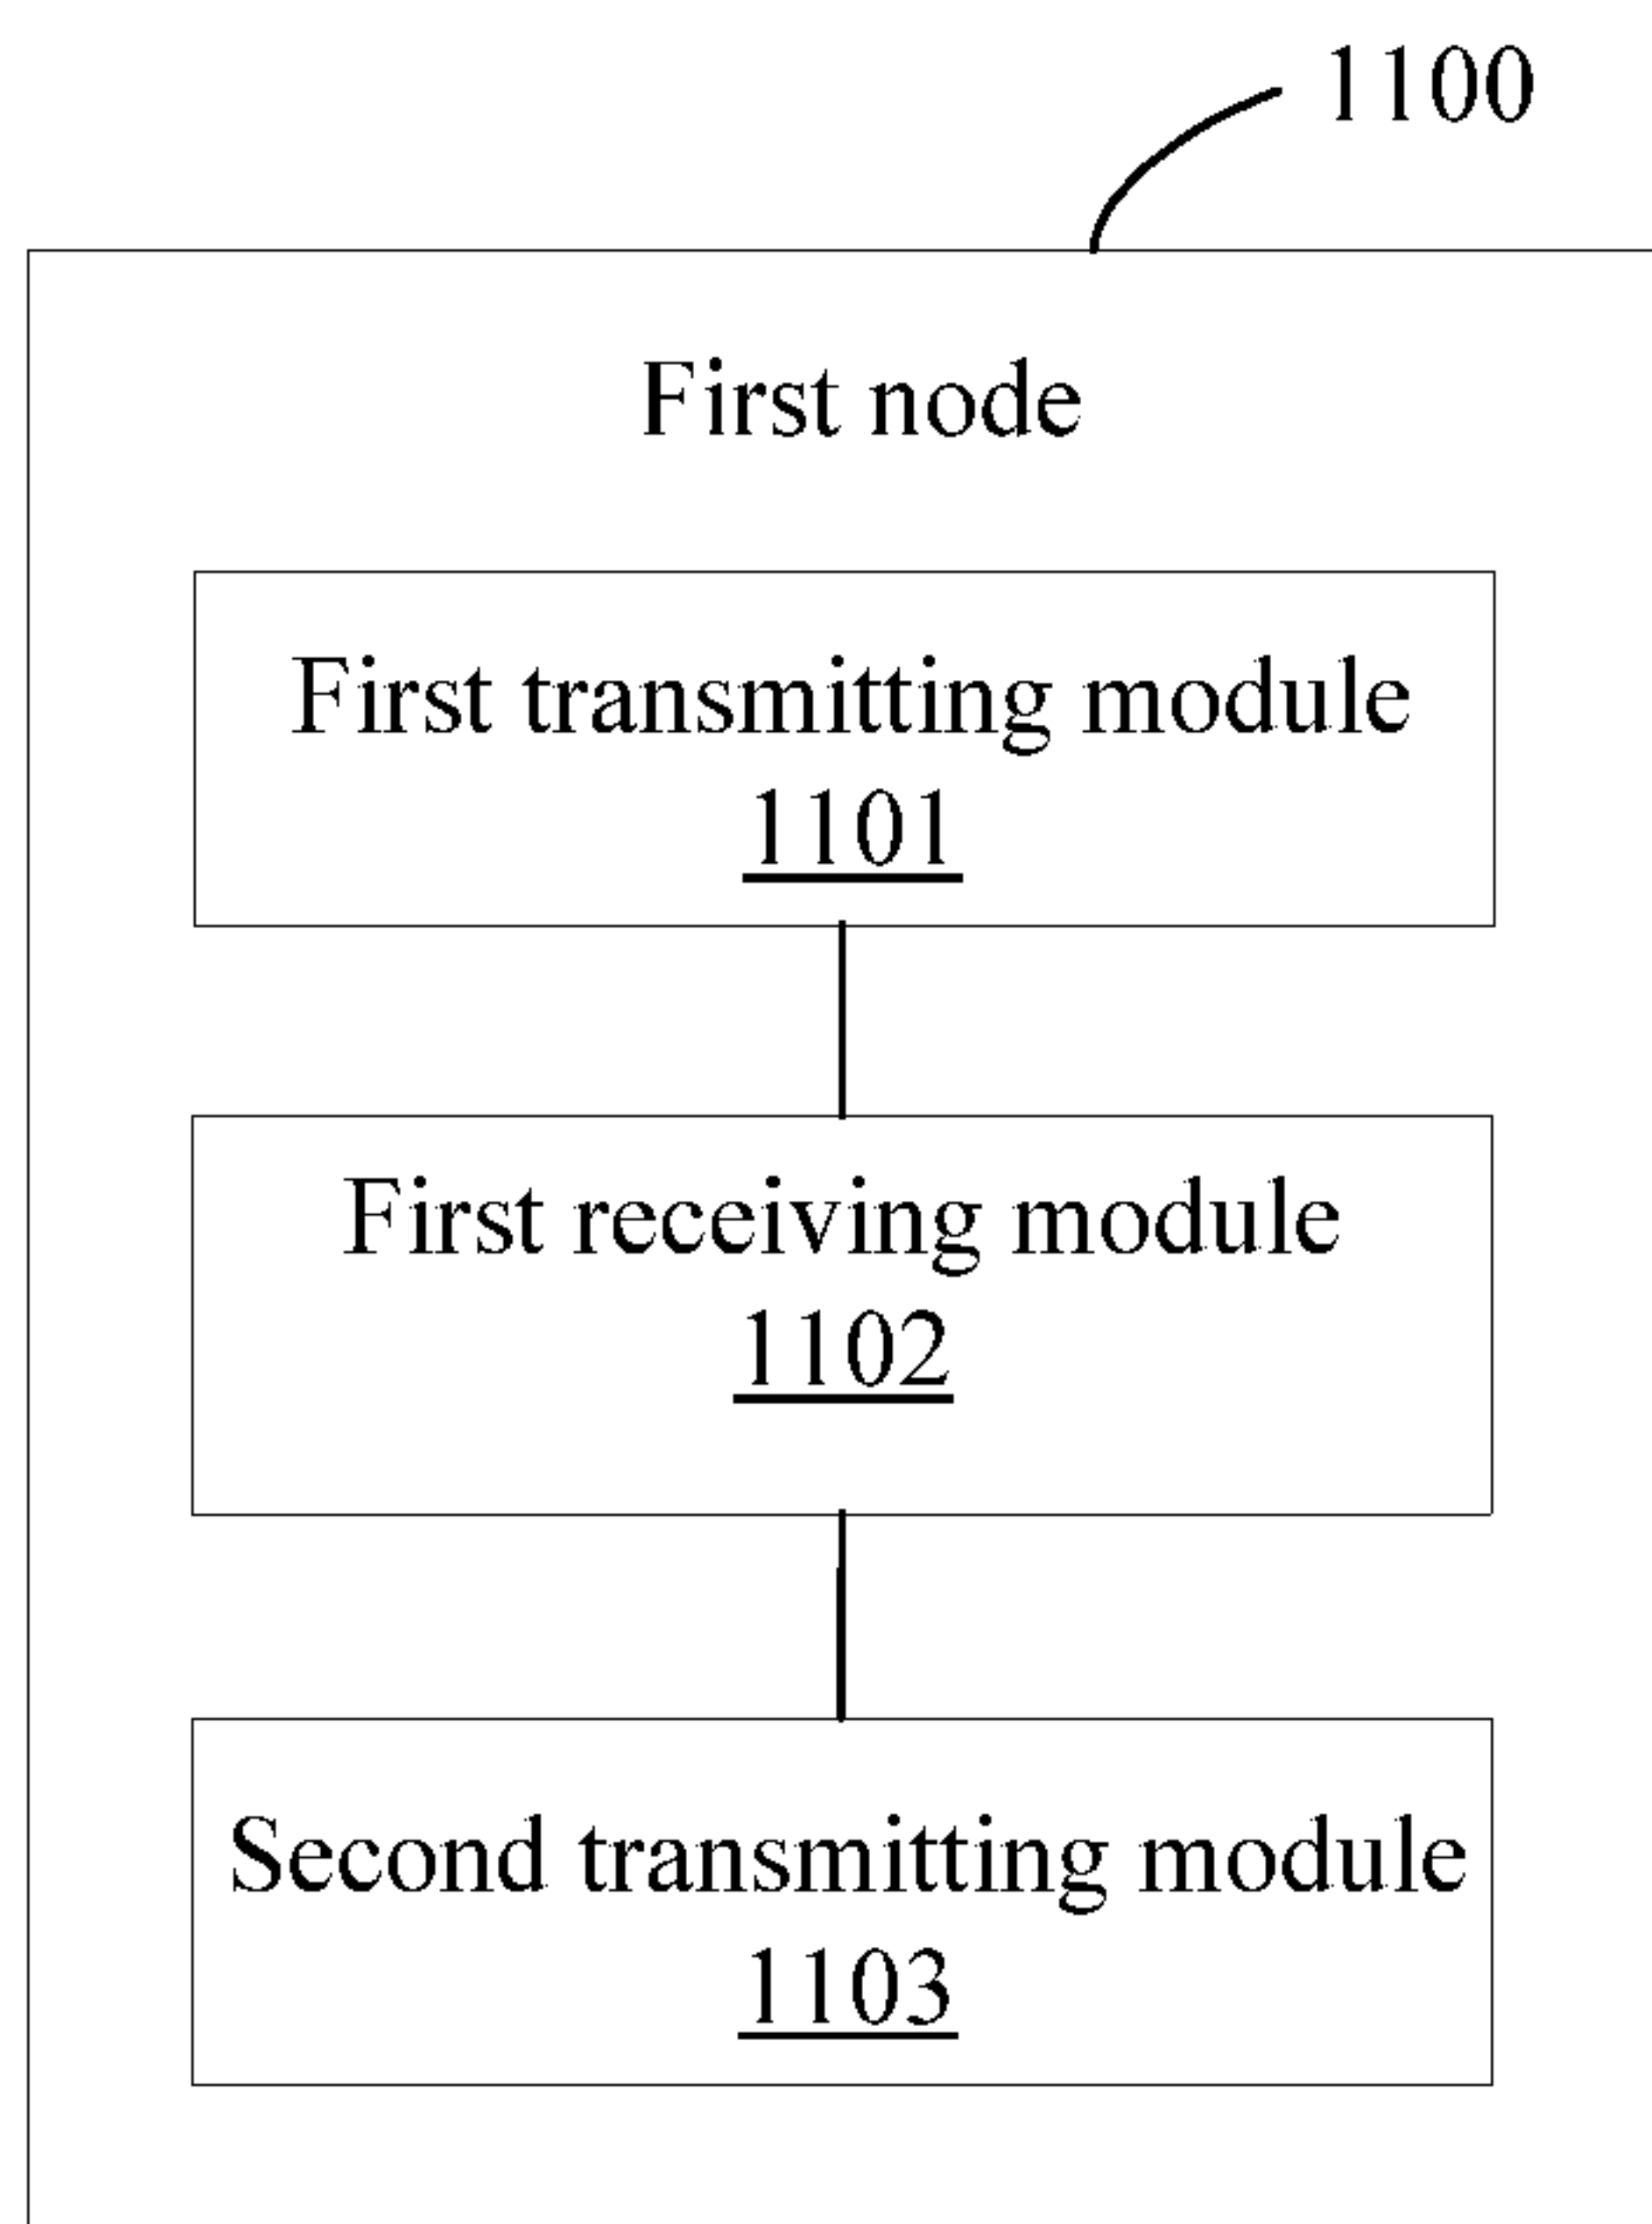 1100
First node
First transmitting module
1101
First receiving module
1102
Second transmitting module
1103